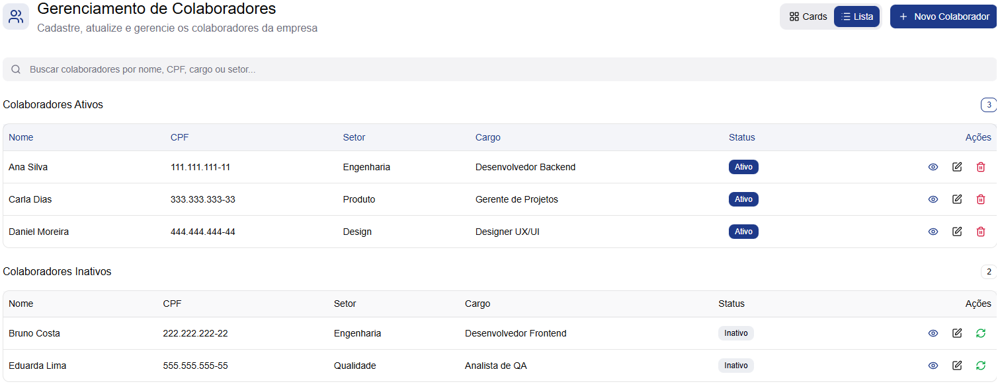 Gerenciamento de Colaboradores
Cadastre, atualize e gerencie os colaboradores da empresa
Cards
Lista
Novo Colaborador
Buscar colaboradores por nome, CPF, cargo ou setor...
Colaboradores Ativos 3
Nome CPF Setor Cargo Status Ações
Ana Silva 111.111.111-11 Engenharia Desenvolvedor Backend Ativo
Carla Dias 333.333.333-33 Produto Gerente de Projetos Ativo
Daniel Moreira 444.444.444-44 Design Designer UX/UI Ativo
Colaboradores Inativos 2
Nome CPF Setor Cargo Status Ações
Bruno Costa 222.222.222-22 Engenharia Desenvolvedor Frontend Inativo
Eduarda Lima 555.555.555-55 Qualidade Analista de QA Inativo